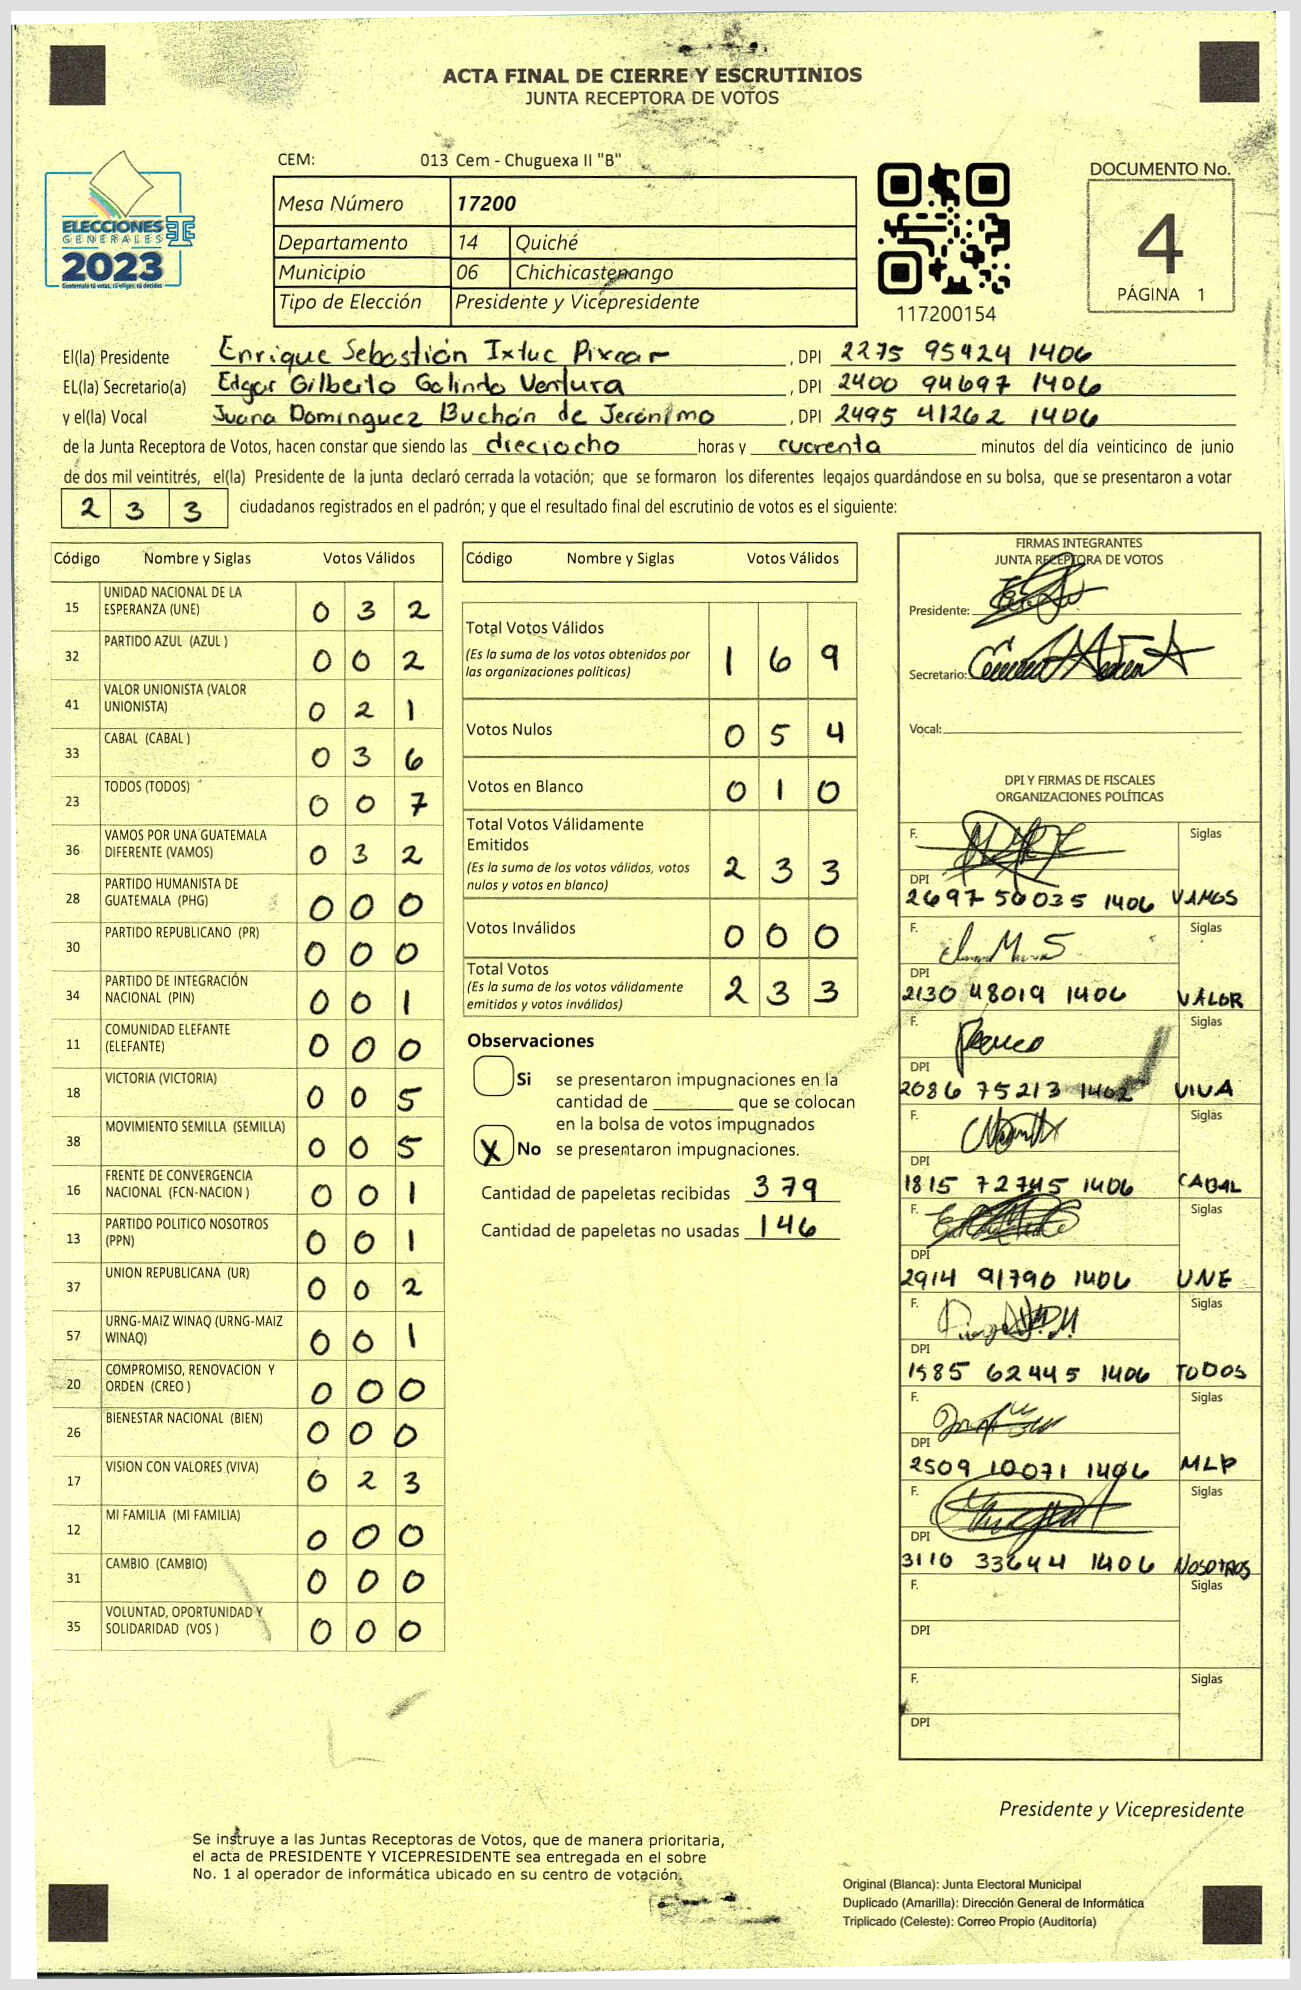 ACTA FINAL DE CIERRE Y ESCRUTINIOS
JUNTA RECEPTORA DE VOTOS
CEM: 013 Cem - Chuguexa II "B"
ELECCIONES
GENERALES
2023
Mesa Número 17200
Departamento 14 Quiché
Municipio 06 Chichicastenango
Tipo de Elección Presidente y Vicepresidente
117200154
DOCUMENTO No.
4
PÁGINA 1
El(la) Presidente Enrique Sebastián Ixtuc Pixcar, DPI 2275 95424 1406
EL(la) Secretario(a) Edgar Gilberto Galindo Ventura, DPI 2400 94697 1406
y el(la) Vocal Juana Dominguez Buchón de Jerónimo, DPI 2495 41262 1406
de la Junta Receptora de Votos, hacen constar que siendo las dieciocho horas y cuarenta minutos del día veinticinco de junio
de dos mil veintitrés, el(la) Presidente de la junta declaró cerrada la votación; que se formaron los diferentes legajos guardándose en su bolsa, que se presentaron a votar
2 3 3 ciudadanos registrados en el padrón; y que el resultado final del escrutinio de votos es el siguiente:
Código Nombre y Siglas Votos Válidos
15 UNIDAD NACIONAL DE LA ESPERANZA (UNE) 0 3 2
32 PARTIDO AZUL (AZUL ) 0 0 2
41 VALOR UNIONISTA (VALOR UNIONISTA) 0 2 1
33 CABAL (CABAL ) 0 3 6
23 TODOS (TODOS) 0 0 7
36 VAMOS POR UNA GUATEMALA DIFERENTE (VAMOS) 0 3 2
28 PARTIDO HUMANISTA DE GUATEMALA (PHG) 0 0 0
30 PARTIDO REPUBLICANO (PR) 0 0 0
34 PARTIDO DE INTEGRACIÓN NACIONAL (PIN) 0 0 1
11 COMUNIDAD ELEFANTE (ELEFANTE) 0 0 0
18 VICTORIA (VICTORIA) 0 0 5
38 MOVIMIENTO SEMILLA (SEMILLA) 0 0 5
16 FRENTE DE CONVERGENCIA NACIONAL (FCN-NACION ) 0 0 1
13 PARTIDO POLITICO NOSOTROS (PPN) 0 0 1
37 UNION REPUBLICANA (UR) 0 0 2
57 URNG-MAIZ WINAQ (URNG-MAIZ WINAQ) 0 0 1
20 COMPROMISO, RENOVACION Y ORDEN (CREO ) 0 0 0
26 BIENESTAR NACIONAL (BIEN) 0 0 0
17 VISION CON VALORES (VIVA) 0 2 3
12 MI FAMILIA (MI FAMILIA) 0 0 0
31 CAMBIO (CAMBIO) 0 0 0
35 VOLUNTAD, OPORTUNIDAD Y SOLIDARIDAD (VOS ) 0 0 0
Código Nombre y Siglas Votos Válidos
Total Votos Válidos 1 6 9
(Es la suma de los votos obtenidos por
las organizaciones políticas)
Votos Nulos 0 5 4
Votos en Blanco 0 1 0
Total Votos Válidamente
Emitidos 2 3 3
(Es la suma de los votos válidos, votos
nulos y votos en blanco)
Votos Inválidos 0 0 0
Total Votos 2 3 3
(Es la suma de los votos válidamente
emitidos y votos inválidos)
Observaciones
Si se presentaron impugnaciones en la
cantidad de ________ que se colocan
en la bolsa de votos impugnados
X No se presentaron impugnaciones.
Cantidad de papeletas recibidas 379
Cantidad de papeletas no usadas 146
FIRMAS INTEGRANTES
JUNTA RECEPTORA DE VOTOS
Presidente:
Secretario:
Vocal:
DPI Y FIRMAS DE FISCALES
ORGANIZACIONES POLÍTICAS
F. Siglas
DPI
2697 50035 1406 VAMOS
F. Siglas
DPI
2130 48019 1406 VALOR
F. Siglas
DPI
2086 75213 1402 VIVA
F. Siglas
DPI
1815 72745 1406 CABAL
F. Siglas
DPI
2914 91790 1406 UNE
F. Siglas
DPI
1585 62445 1406 TODOS
F. Siglas
DPI
2509 10071 1406 MLP
F. Siglas
DPI
3110 33644 1406 NOSOTROS
F. Siglas
DPI
F. Siglas
DPI
Presidente y Vicepresidente
Se instruye a las Juntas Receptoras de Votos, que de manera prioritaria,
el acta de PRESIDENTE Y VICEPRESIDENTE sea entregada en el sobre
No. 1 al operador de informática ubicado en su centro de votación.
Original (Blanca): Junta Electoral Municipal
Duplicado (Amarilla): Dirección General de Informática
Triplicado (Celeste): Correo Propio (Auditoría)